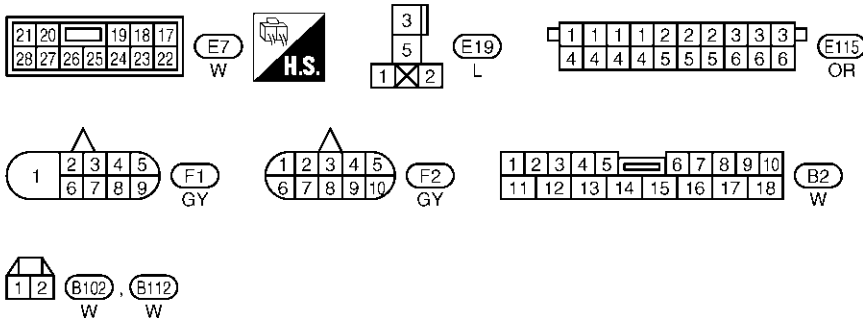 21 20 19 18 17
28 27 26 25 24 23 22
E7
W
H.S.
3
5
1 2
E19
L
1 1 1 1 2 2 2 3 3 3
4 4 4 4 5 5 5 6 6 6
E115
OR
1 2 3 4 5
6 7 8 9
F1
GY
1 2 3 4 5
6 7 8 9 10
F2
GY
1 2 3 4 5 6 7 8 9 10
11 12 13 14 15 16 17 18
B2
W
1 2
B102 , B112
W W